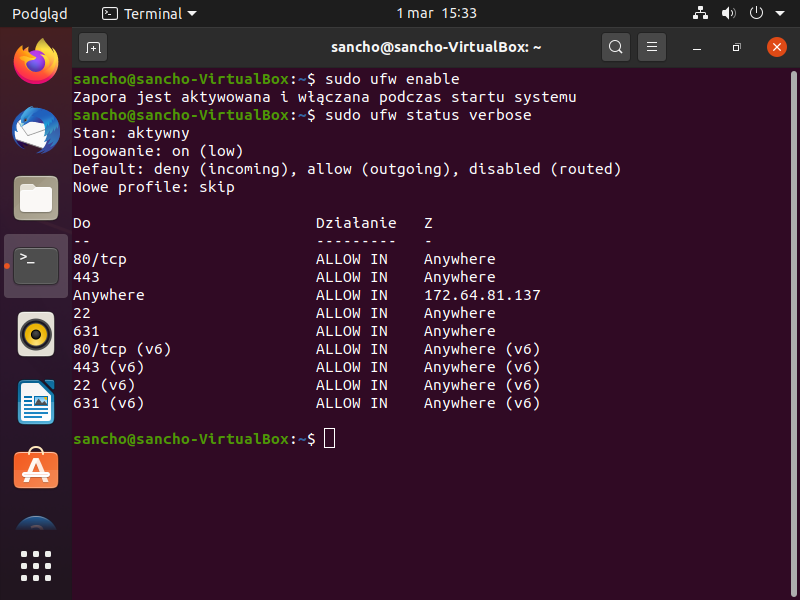 Podgląd Terminal 1 mar 15:33
sancho@sancho-VirtualBox: ~
sancho@sancho-VirtualBox:~$ sudo ufw enable
Zapora jest aktywowana i włączana podczas startu systemu
sancho@sancho-VirtualBox:~$ sudo ufw status verbose
Stan: aktywny
Logowanie: on (low)
Default: deny (incoming), allow (outgoing), disabled (routed)
Nowe profile: skip
Do Działanie Z
-- --------- -
80/tcp ALLOW IN Anywhere
443 ALLOW IN Anywhere
Anywhere ALLOW IN 172.64.81.137
22 ALLOW IN Anywhere
631 ALLOW IN Anywhere
80/tcp (v6) ALLOW IN Anywhere (v6)
443 (v6) ALLOW IN Anywhere (v6)
22 (v6) ALLOW IN Anywhere (v6)
631 (v6) ALLOW IN Anywhere (v6)
sancho@sancho-VirtualBox:~$